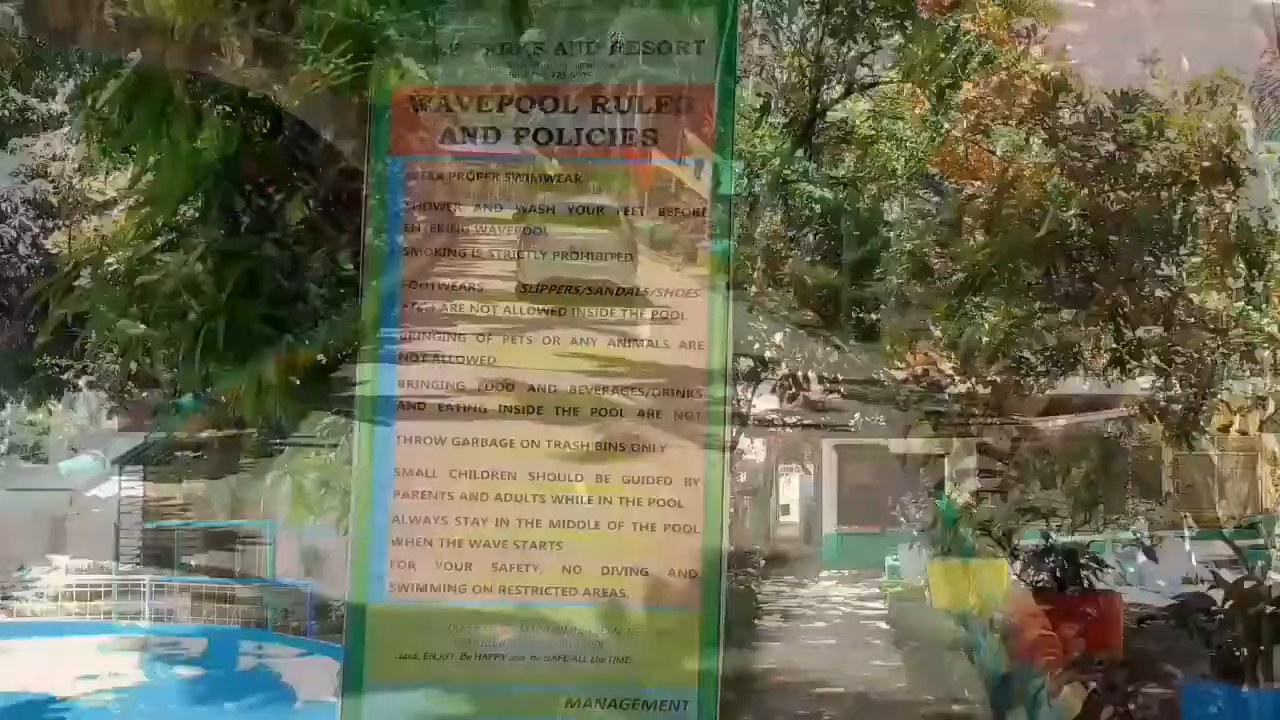 AND RESORT
WAVEPOOL RULES
AND POLICIES
WEAR PROPER SWIMWEAR
SHOWER AND WASH YOUR FEET BEFORE
ENTERING WAVEPOOL
SMOKING IS STRICTLY PROHIBITED
FOOTWEARS SLIPPERS/SANDALS/SHOES
ARE NOT ALLOWED INSIDE THE POOL
BRINGING OF PETS OR ANY ANIMALS ARE
NOT ALLOWED
BRINGING FOOD AND BEVERAGES/DRINKS
AND EATING INSIDE THE POOL ARE NOT
THROW GARBAGE ON TRASH BINS ONLY
SMALL CHILDREN SHOULD BE GUIDED BY
PARENTS AND ADULTS WHILE IN THE POOL
ALWAYS STAY IN THE MIDDLE OF THE POOL
WHEN THE WAVE STARTS
FOR YOUR SAFETY, NO DIVING AND
SWIMMING ON RESTRICTED AREAS.
ENJOY, Be HAPPY and Be SAFE ALL the TIME
MANAGEMENT